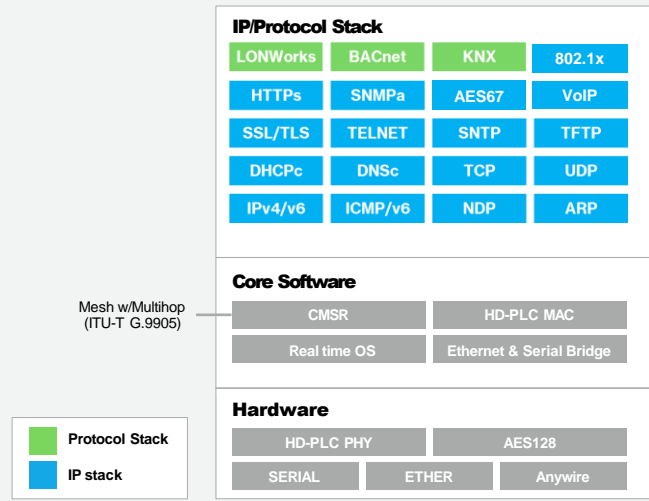 IP/Protocol Stack
LONWorks BACnet KNX 802.1x
HTTPs SNMPa AES67 VoIP
SSL/TLS TELNET SNTP TFTP
DHCPc DNSc TCP UDP
IPv4/v6 ICMP/v6 NDP ARP
Core Software
Mesh w/Multihop
(ITU-T G.9905)
CMSR HD-PLC MAC
Real time OS Ethernet & Serial Bridge
Hardware
HD-PLC PHY AES128
SERIAL ETHER Anywire
Protocol Stack
IP stack